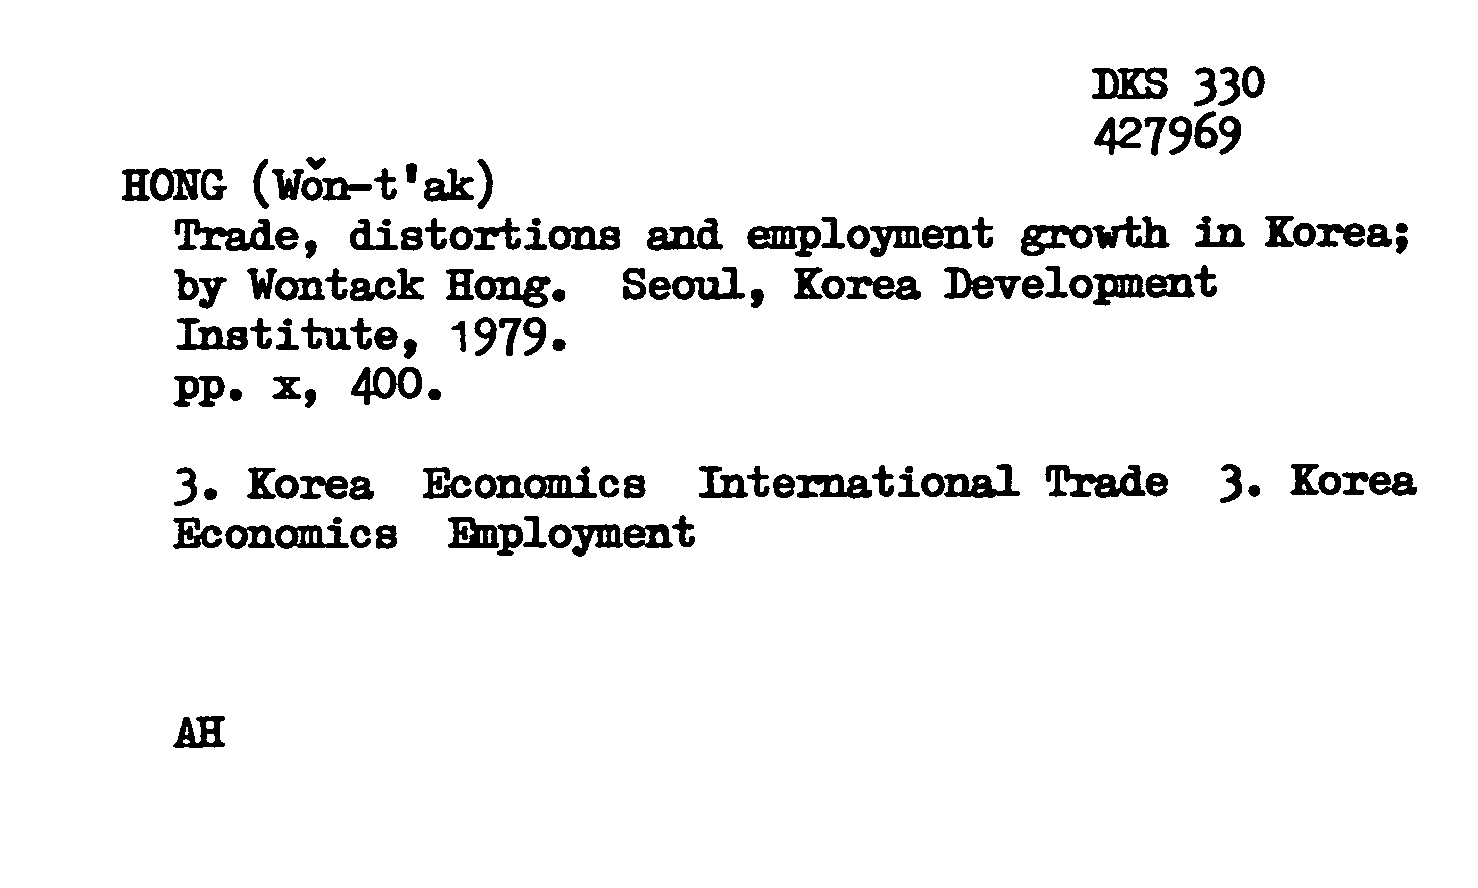 DKS 330
427969
HONG (Wǒn-t'ak)
Trade, distortions and employment growth in Korea;
by Wontack Hong. Seoul, Korea Development
Institute, 1979.
pp. x, 400.
3. Korea Economics International Trade 3. Korea
Economics Employment
AH